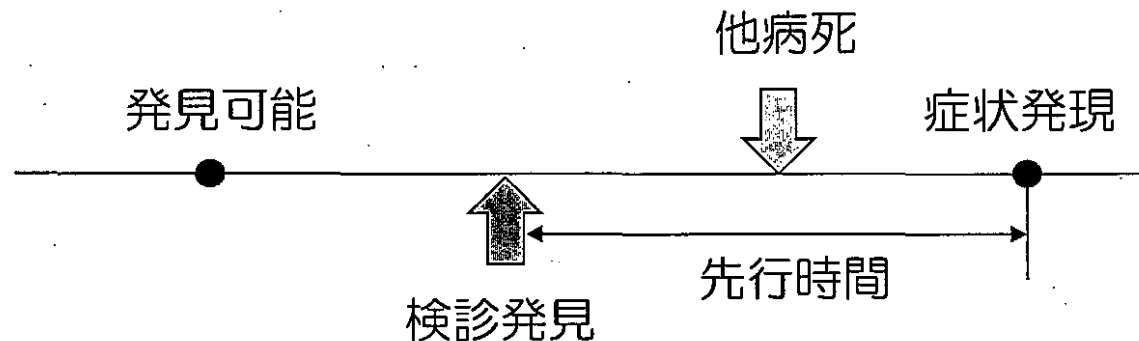 他病死
発見可能
症状発現
先行時間
検診発見